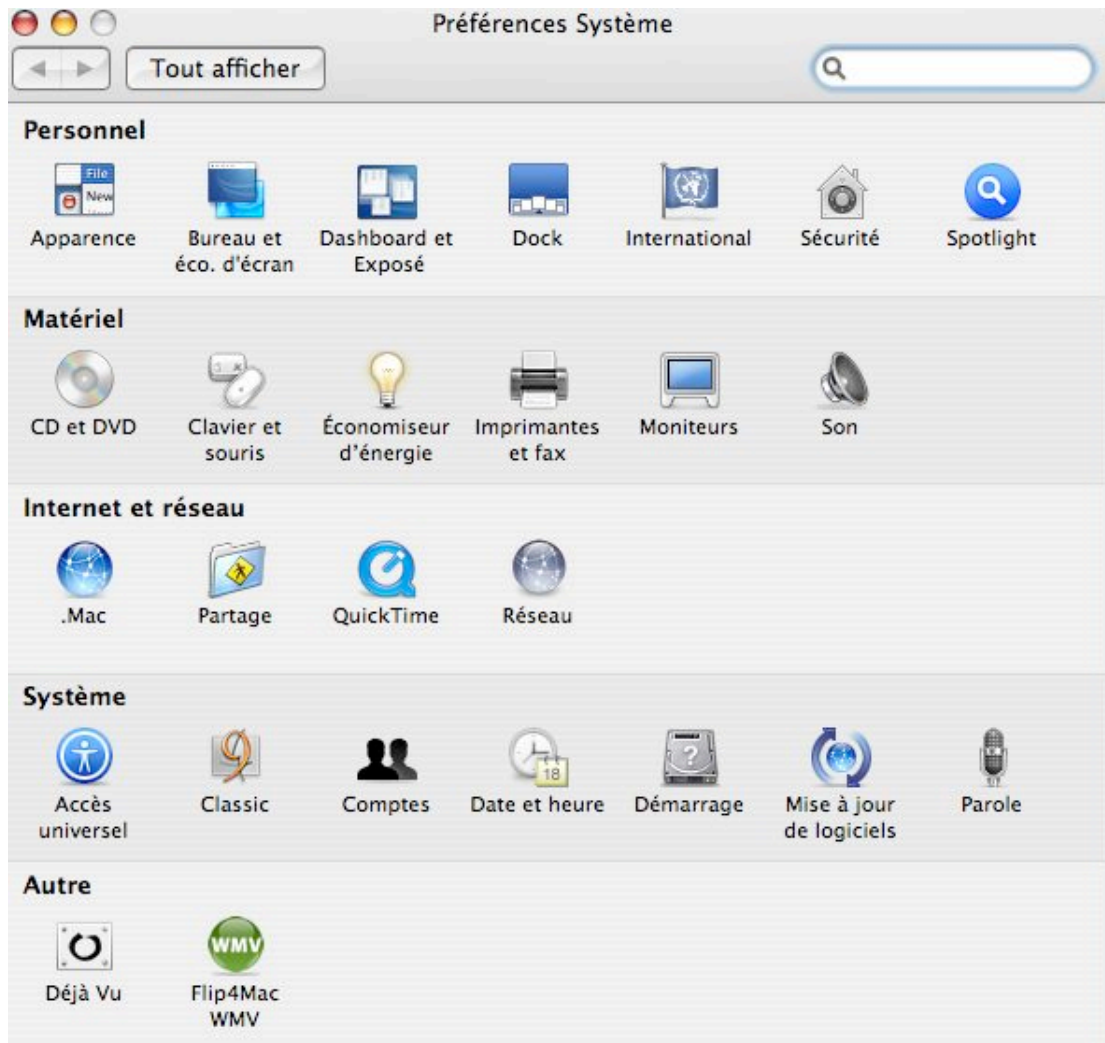 Préférences Système
Tout afficher
Personnel
File
New
Apparence
Bureau et
éco. d'écran
Dashboard et
Exposé
Dock
International
Sécurité
Spotlight
Matériel
CD et DVD
Clavier et
souris
Économiseur
d’énergie
Imprimantes
et fax
Moniteurs
Son
Internet et réseau
.Mac
Partage
QuickTime
Réseau
Système
Accès
universel
9
Classic
Comptes
18
Date et heure
?
Démarrage
Mise à jour
de logiciels
Parole
Autre
Déjà Vu
WMV
Flip4Mac
WMV